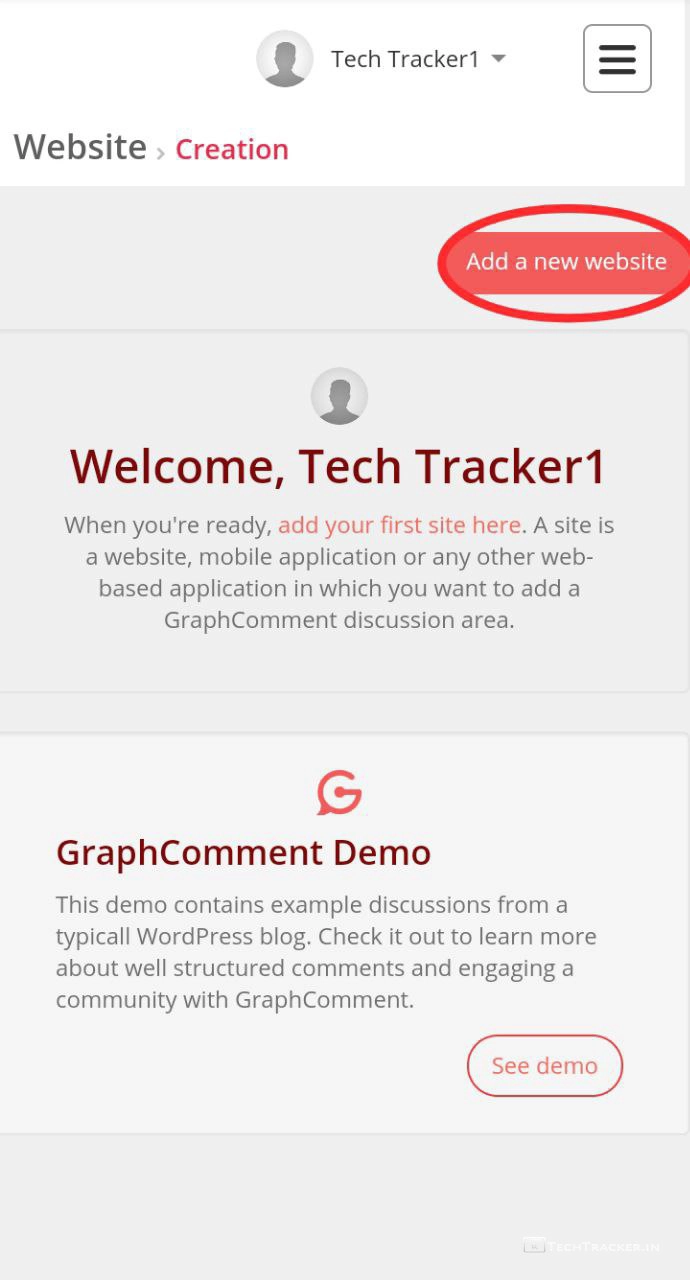 Tech Tracker1
Website › Creation
Add a new website
Welcome, Tech Tracker1
When you're ready, add your first site here. A site is
a website, mobile application or any other web-
based application in which you want to add a
GraphComment discussion area.
GraphComment Demo
This demo contains example discussions from a
typicall WordPress blog. Check it out to learn more
about well structured comments and engaging a
community with GraphComment.
See demo
TechTracker.in